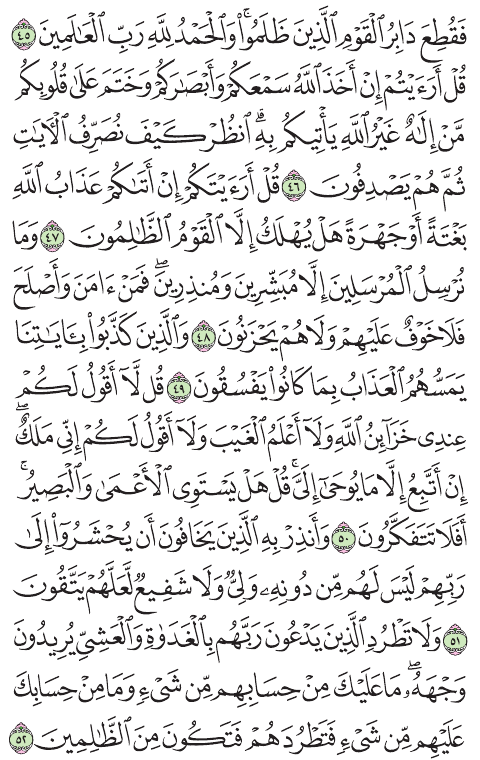 فَقُطِعَ دَابِرُ ٱلْقَوْمِ ٱلَّذِينَ ظَلَمُوا۟ ۚ وَٱلْحَمْدُ لِلَّهِ رَبِّ ٱلْعَـٰلَمِينَ ٤٥
قُلْ أَرَءَيْتُمْ إِنْ أَخَذَ ٱللَّهُ سَمْعَكُمْ وَأَبْصَـٰرَكُمْ وَخَتَمَ عَلَىٰ قُلُوبِكُم
مَّنْ إِلَـٰهٌ غَيْرُ ٱللَّهِ يَأْتِيكُم بِهِ ۗ ٱنظُرْ كَيْفَ نُصَرِّفُ ٱلْـَٔايَـٰتِ
ثُمَّ هُمْ يَصْدِفُونَ ٤٦ قُلْ أَرَءَيْتَكُمْ إِنْ أَتَىٰكُمْ عَذَابُ ٱللَّهِ
بَغْتَةً أَوْ جَهْرَةً هَلْ يُهْلَكُ إِلَّا ٱلْقَوْمُ ٱلظَّـٰلِمُونَ ٤٧ وَمَا
نُرْسِلُ ٱلْمُرْسَلِينَ إِلَّا مُبَشِّرِينَ وَمُنذِرِينَ ۖ فَمَنْ ءَامَنَ وَأَصْلَحَ
فَلَا خَوْفٌ عَلَيْهِمْ وَلَا هُمْ يَحْزَنُونَ ٤٨ وَٱلَّذِينَ كَذَّبُوا۟ بِـَٔايَـٰتِنَا
يَمَسُّهُمُ ٱلْعَذَابُ بِمَا كَانُوا۟ يَفْسُقُونَ ٤٩ قُل لَّآ أَقُولُ لَكُمْ
عِندِى خَزَآئِنُ ٱللَّهِ وَلَآ أَعْلَمُ ٱلْغَيْبَ وَلَآ أَقُولُ لَكُمْ إِنِّى مَلَكٌ ۖ
إِنْ أَتَّبِعُ إِلَّا مَا يُوحَىٰٓ إِلَىَّ ۚ قُلْ هَلْ يَسْتَوِى ٱلْأَعْمَىٰ وَٱلْبَصِيرُ ۚ
أَفَلَا تَتَفَكَّرُونَ ٥٠ وَأَنذِرْ بِهِ ٱلَّذِينَ يَخَافُونَ أَن يُحْشَرُوٓا۟ إِلَىٰ
رَبِّهِمْ ۙ لَيْسَ لَهُم مِّن دُونِهِۦ وَلِىٌّ وَلَا شَفِيعٌ لَّعَلَّهُمْ يَتَّقُونَ
٥١ وَلَا تَطْرُدِ ٱلَّذِينَ يَدْعُونَ رَبَّهُم بِٱلْغَدَوٰةِ وَٱلْعَشِىِّ يُرِيدُونَ
وَجْهَهُۥ ۖ مَا عَلَيْكَ مِنْ حِسَابِهِم مِّن شَىْءٍ وَمَا مِنْ حِسَابِكَ
عَلَيْهِم مِّن شَىْءٍ فَتَطْرُدَهُمْ فَتَكُونَ مِنَ ٱلظَّـٰلِمِينَ ٥٢